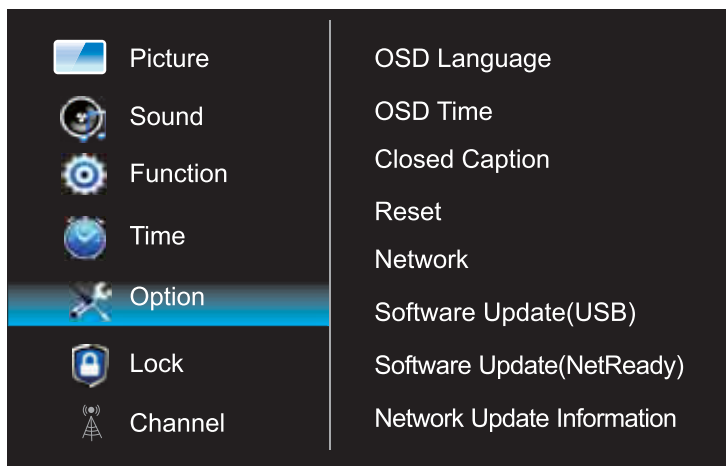 Picture
Sound
Function
Time
Option
Lock
Channel
OSD Language
OSD Time
Closed Caption
Reset
Network
Software Update(USB)
Software Update(NetReady)
Network Update Information